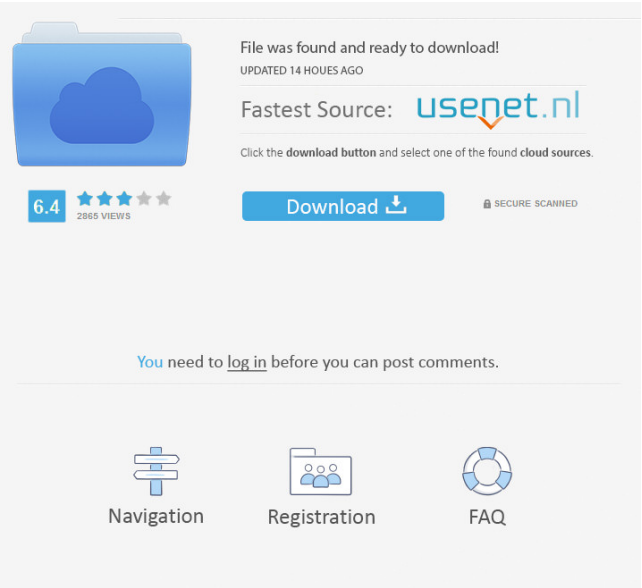 File was found and ready to download!
UPDATED 14 HOUES AGO
Fastest Source: usenet.nl
Click the download button and select one of the found cloud sources.
6.4
2865 VIEWS
Download
SECURE SCANNED
You need to log in before you can post comments.
Navigation
Registration
FAQ